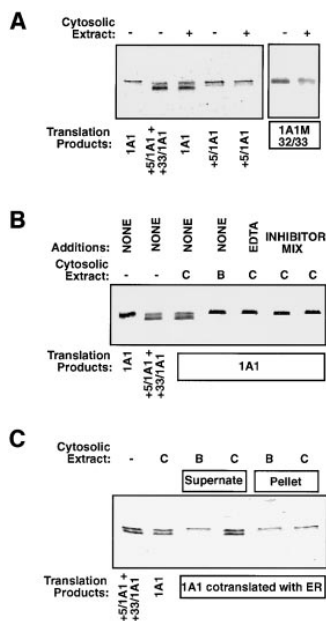 A
Cytosolic
Extract: - - + - + - +
Translation
Products:
1A1
+5/1A1 +
+33/1A1
1A1
+5/1A1
+5/1A1
1A1M
32/33
B
Additions:
NONE
NONE
NONE
NONE
EDTA
INHIBITOR
MIX
Cytosolic
Extract: - - C B C C C
Translation
Products:
1A1
+5/1A1 +
+33/1A1
1A1
C
Cytosolic
Extract: - C B C B C
Supernate
Pellet
Translation
Products:
+5/1A1 +
+33/1A1
1A1
1A1 cotranslated with ER